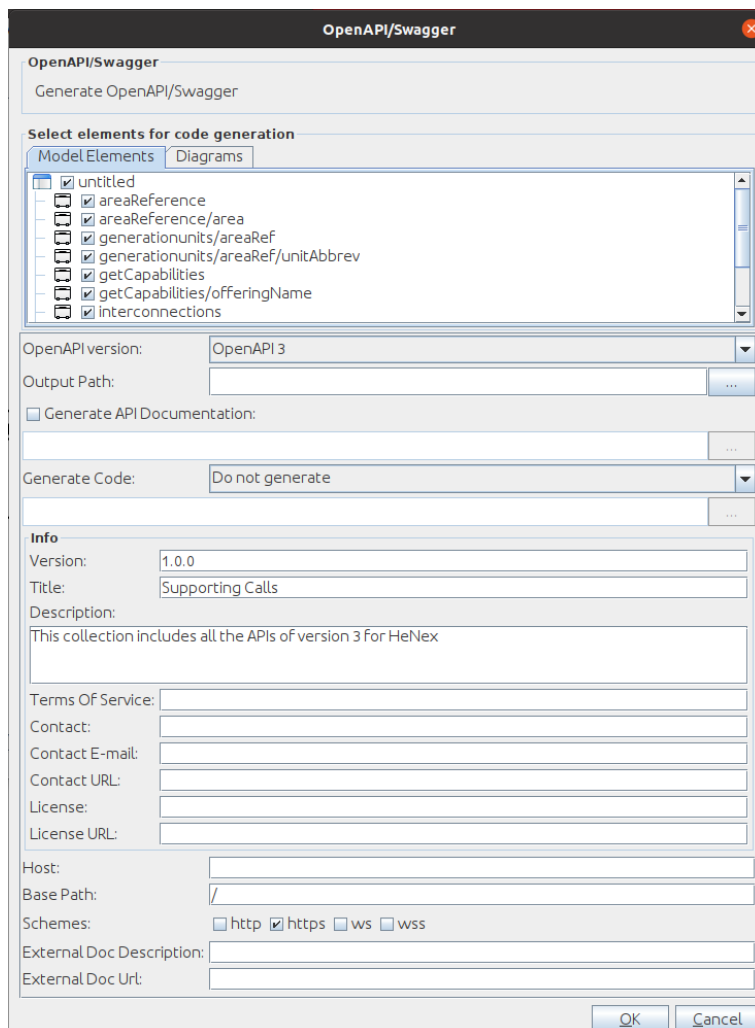 OpenAPI/Swagger
OpenAPI/Swagger
Generate OpenAPI/Swagger
Select elements for code generation
Model Elements Diagrams
untitled
areaReference
areaReference/area
generationunits/areaRef
generationunits/areaRef/unitAbbrev
getCapabilities
getCapabilities/offeringName
interconnections
OpenAPI version: OpenAPI 3
Output Path: ...
Generate API Documentation:
...
Generate Code: Do not generate
...
Info
Version: 1.0.0
Title: Supporting Calls
Description:
This collection includes all the APIs of version 3 for HeNex
Terms Of Service:
Contact:
Contact E-mail:
Contact URL:
License:
License URL:
Host:
Base Path: /
Schemes: http https ws wss
External Doc Description:
External Doc Url:
OK Cancel